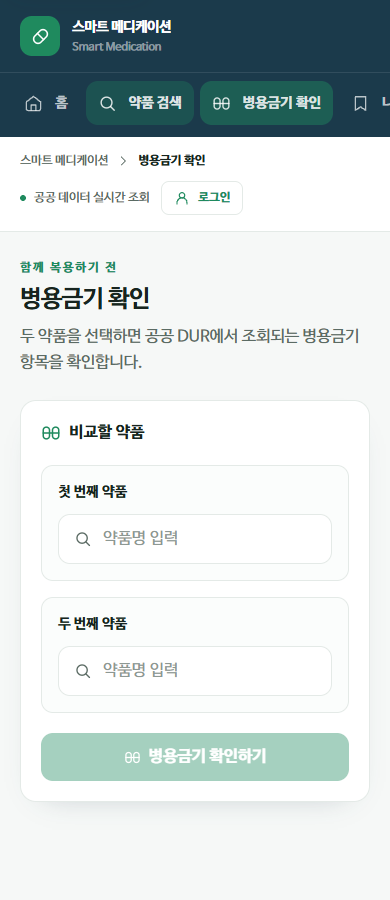 스마트 메디케이션
Smart Medication
홈
약품 검색
병용금기 확인
스마트 메디케이션 > 병용금기 확인
공공 데이터 실시간 조회
로그인
함께 복용하기 전
병용금기 확인
두 약품을 선택하면 공공 DUR에서 조회되는 병용금기
항목을 확인합니다.
비교할 약품
첫 번째 약품
약품명 입력
두 번째 약품
약품명 입력
병용금기 확인하기